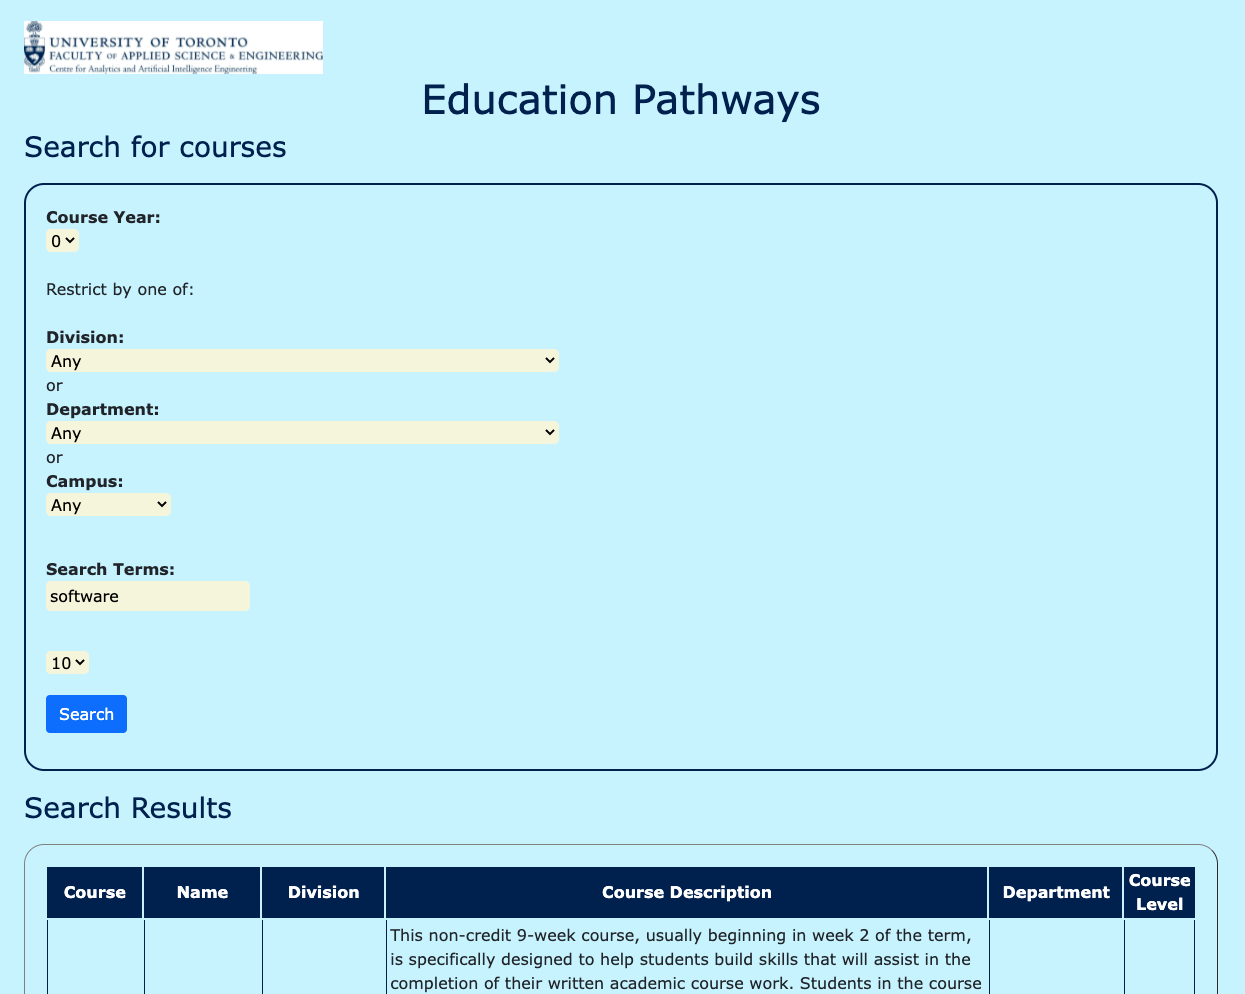 UNIVERSITY OF TORONTO
FACULTY OF APPLIED SCIENCE & ENGINEERING
Centre for Analytics and Artificial Intelligence Engineering
Education Pathways
Search for courses
Course Year:
0
Restrict by one of:
Division:
Any
or
Department:
Any
or
Campus:
Any
Search Terms:
software
10
Search
Search Results
Course Name Division Course Description Department Course Level
This non-credit 9-week course, usually beginning in week 2 of the term,
is specifically designed to help students build skills that will assist in the
completion of their written academic course work. Students in the course